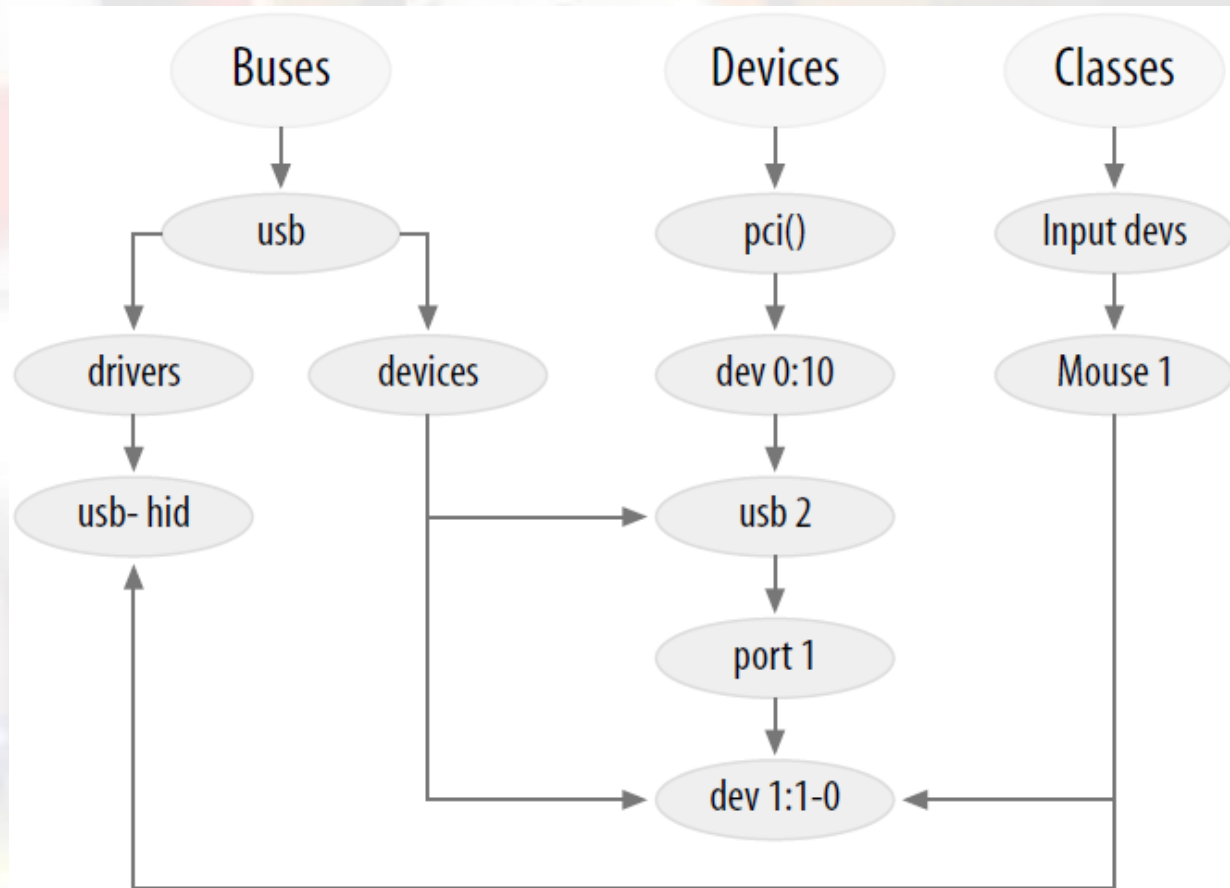 Buses
Devices
Classes
usb
pci()
Input devs
drivers
devices
dev 0:10
Mouse 1
usb- hid
usb 2
port 1
dev 1:1-0